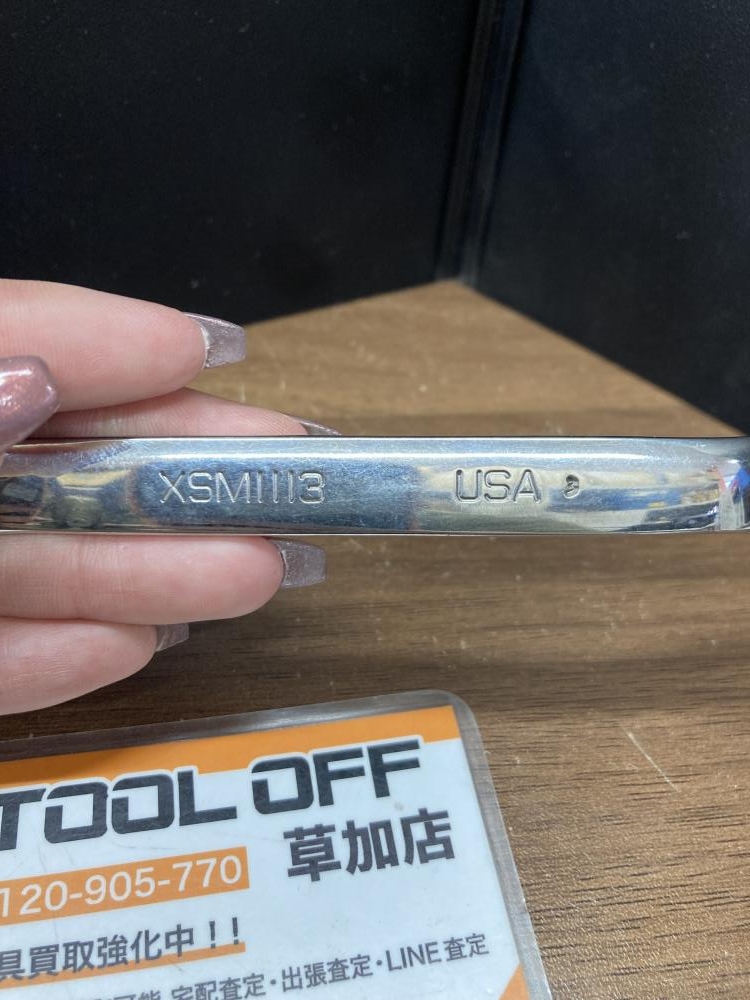 XSM1113 USA
TOOL OFF
草加店
120-905-770
具買取強化中!!
宅配査定・出張査定・LINE査定